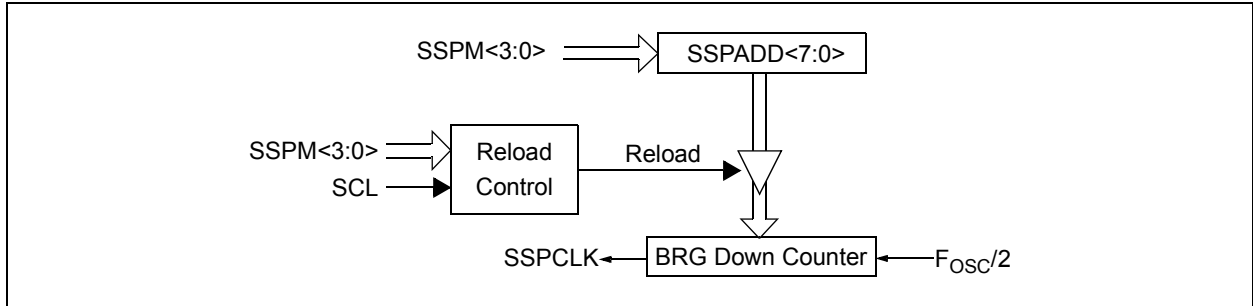 SSPM<3:0>
SSPADD<7:0>
SSPM<3:0>
SCL
Reload
Control
Reload
SSPCLK
BRG Down Counter
FOSC/2